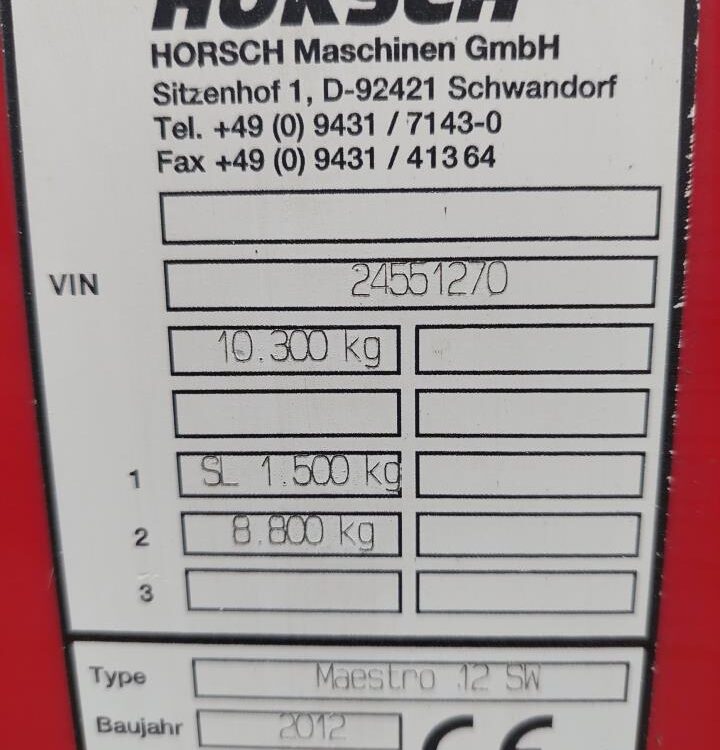 HORSCH
HORSCH Maschinen GmbH
Sitzenhof 1, D-92421 Schwandorf
Tel. +49 (0) 9431 / 7143-0
Fax +49 (0) 9431 / 41364
VIN 24551270
10.300 kg
1 SL 1.500 kg
2 8.800 kg
3
Type Maestro 12 SW
Baujahr 2012 CE